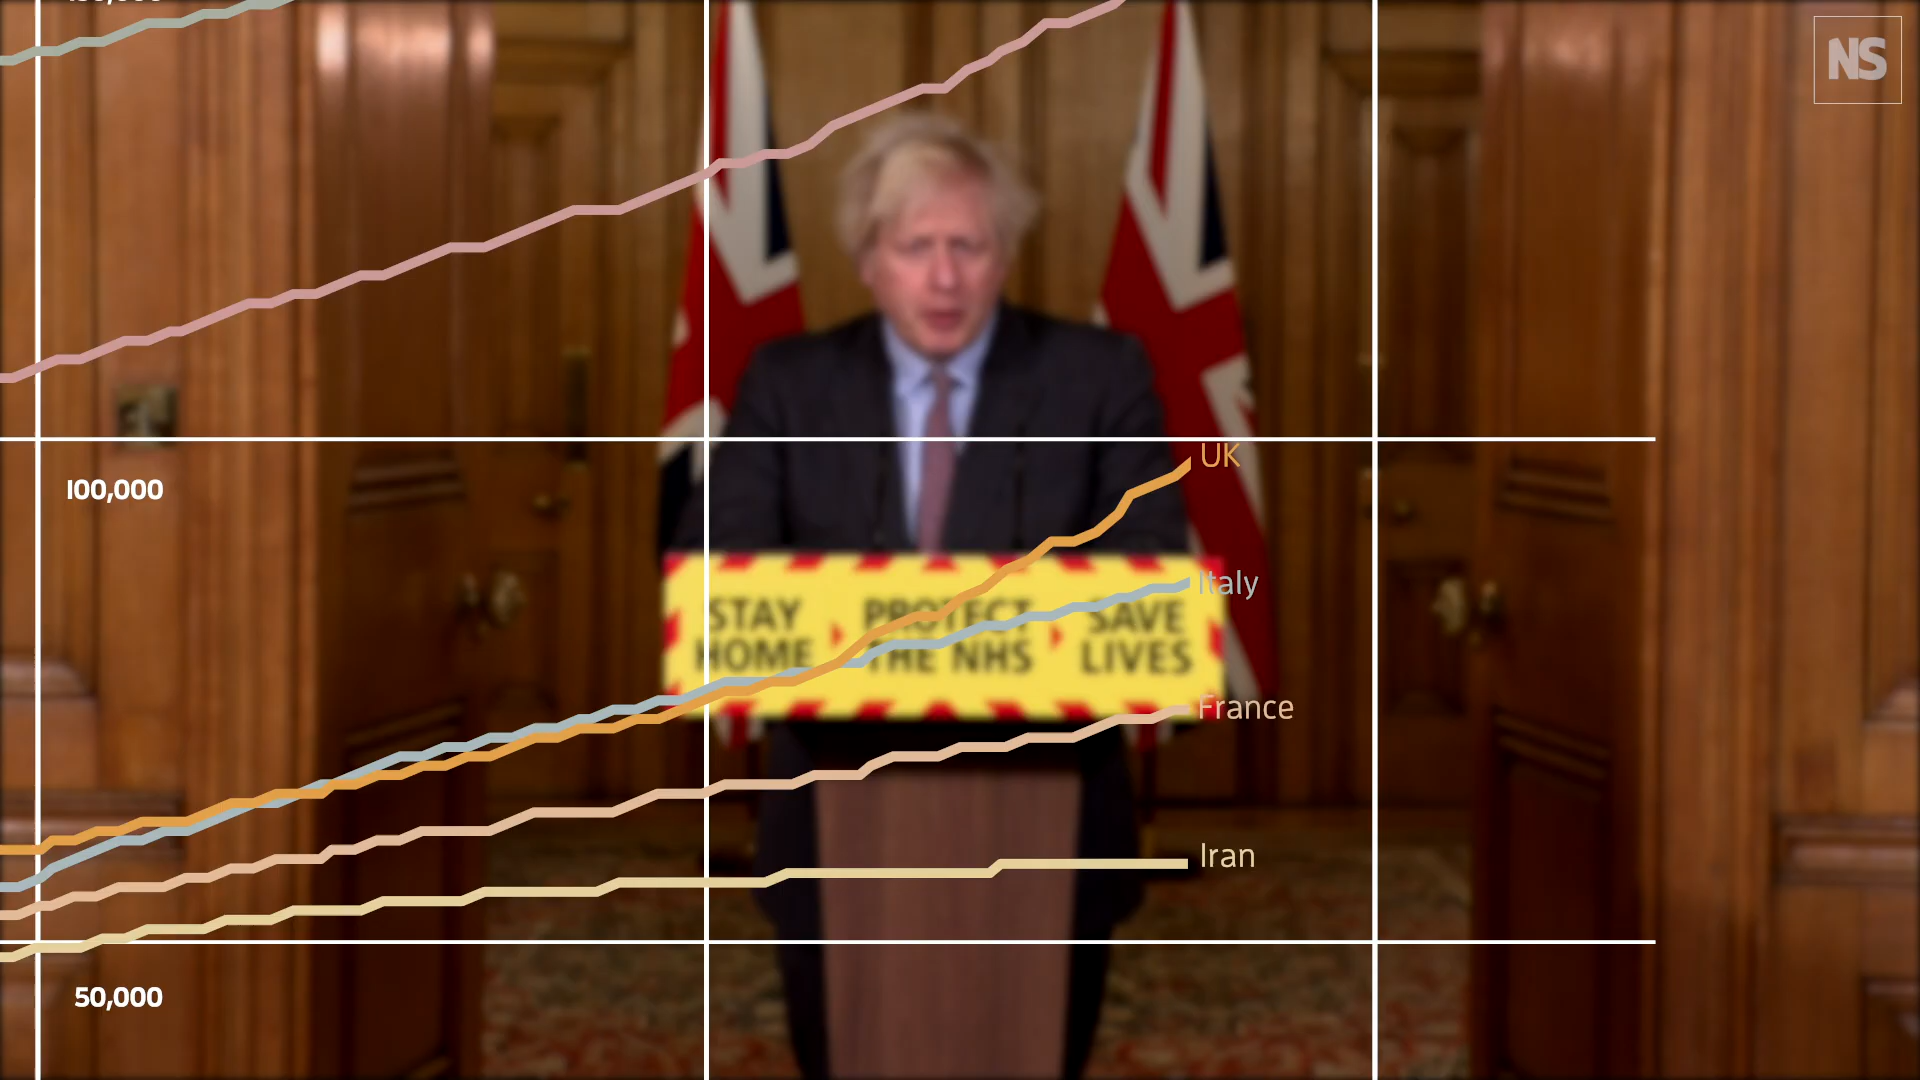 NS
UK
100,000
Italy
STAY PROTECT SAVE
HOME THE NHS LIVES
France
Iran
50,000